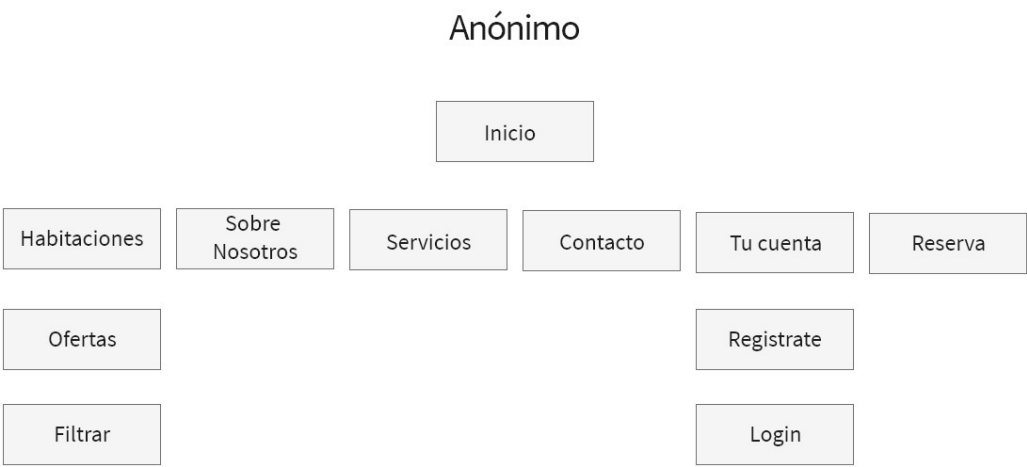 Anónimo
Inicio
Habitaciones
Sobre
Nosotros
Servicios
Contacto
Tu cuenta
Reserva
Ofertas
Registrate
Filtrar
Login